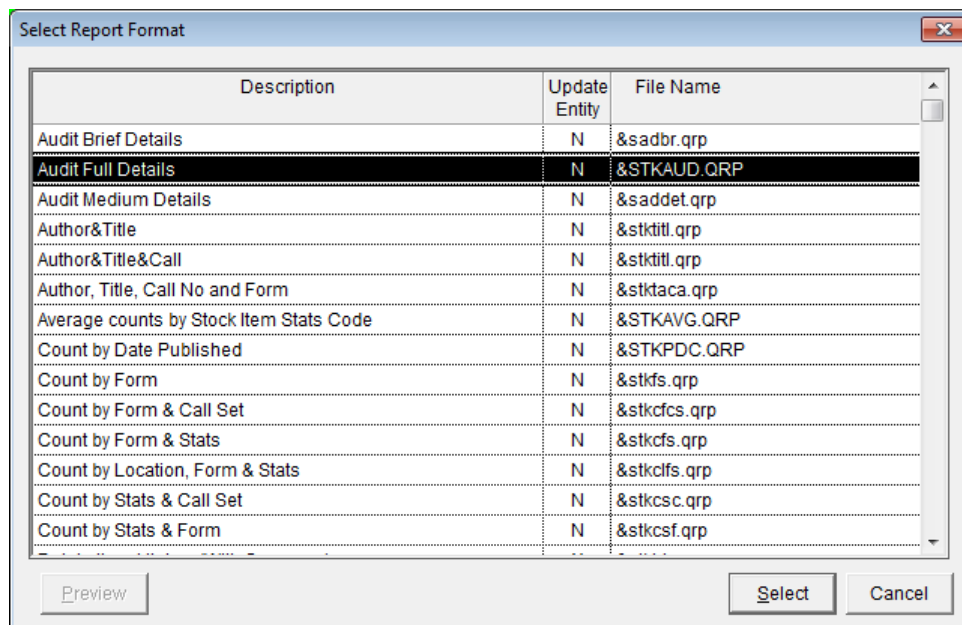 Select Report Format
Description Update Entity File Name
Audit Brief Details N &sadbr.qrp
Audit Full Details N &STKAUD.QRP
Audit Medium Details N &saddet.qrp
Author&Title N &stktitl.qrp
Author&Title&Call N &stktitl.qrp
Author, Title, Call No and Form N &stktaca.qrp
Average counts by Stock Item Stats Code N &STKAVG.QRP
Count by Date Published N &STKPDC.QRP
Count by Form N &stkfs.qrp
Count by Form & Call Set N &stkcfcs.qrp
Count by Form & Stats N &stkcfs.qrp
Count by Location, Form & Stats N &stkclfs.qrp
Count by Stats & Call Set N &stkcsc.qrp
Count by Stats & Form N &stkcsf.qrp
Preview Select Cancel